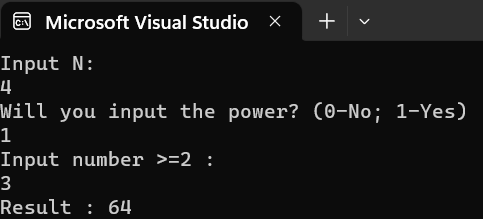 Microsoft Visual Studio
Input N:
4
Will you input the power? (0-No; 1-Yes)
1
Input number >=2 :
3
Result : 64